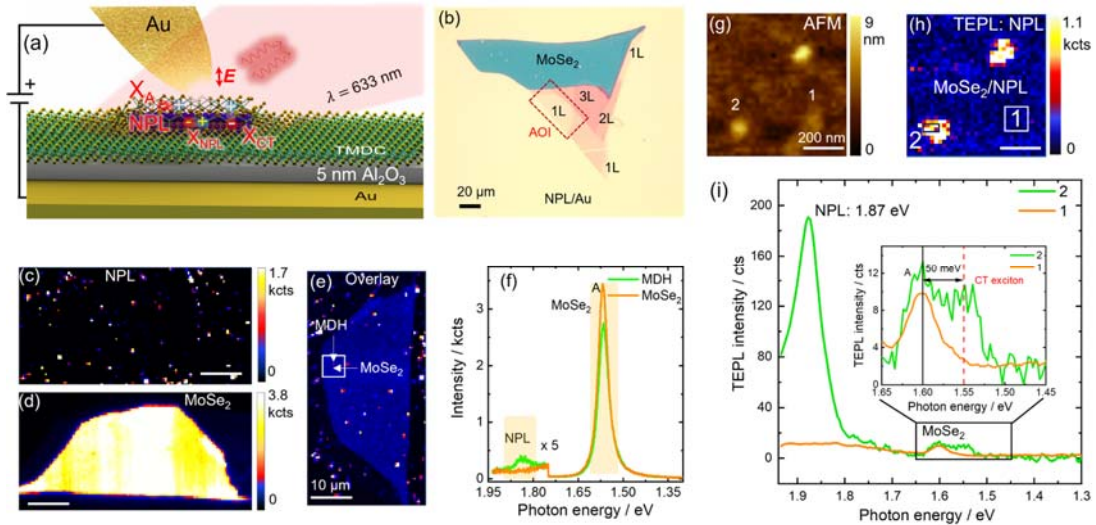 (a)
Au
E
λ = 633 nm
X_A
NPL
X_NPL
X_CT
TMDC
5 nm Al₂O₃
Au
+
-
(b)
MoSe₂
1L
3L
1L
2L
AOI
1L
20 µm
NPL/Au
(g)
AFM
9
nm
2
1
200 nm
0
(h)
TEPL: NPL
1.1
kcts
MoSe₂/NPL
1
2
0
(c)
NPL
1.7
kcts
0
(d)
MoSe₂
3.8
kcts
0
(e)
Overlay
MDH
MoSe₂
10 µm
(f)
MDH
MoSe₂
A
MoSe₂
NPL
x 5
Intensity / kcts
3
2
1
0
1.95
1.80
1.65
1.50
1.35
Photon energy / eV
(i)
2
1
NPL: 1.87 eV
TEPL intensity / cts
200
160
120
80
40
20
0
1.9
1.8
1.7
1.6
1.5
1.4
1.3
Photon energy / eV
MoSe₂
2
1
A
50 meV
CT exciton
TEPL intensity / cts
12
8
4
0
1.65
1.60
1.55
1.50
1.45
Photon energy / eV